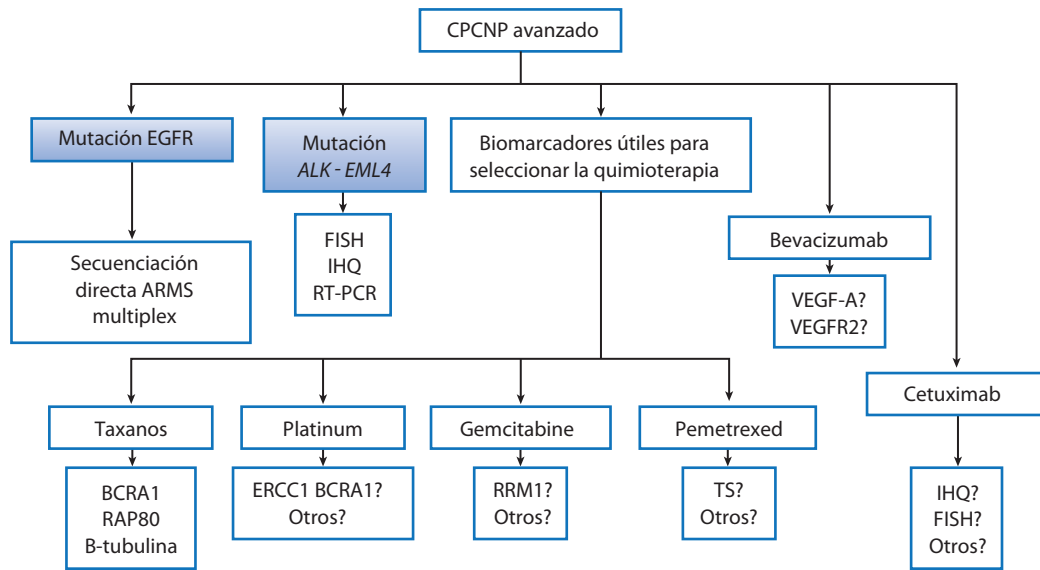 CPCNP avanzado
Mutación EGFR
Mutación
ALK - EML4
Biomarcadores útiles para
seleccionar la quimioterapia
Secuenciación
directa ARMS
multiplex
FISH
IHQ
RT-PCR
Bevacizumab
VEGF-A?
VEGFR2?
Cetuximab
IHQ?
FISH?
Otros?
Taxanos
BCRA1
RAP80
B-tubulina
Platinum
ERCC1 BCRA1?
Otros?
Gemcitabine
RRM1?
Otros?
Pemetrexed
TS?
Otros?